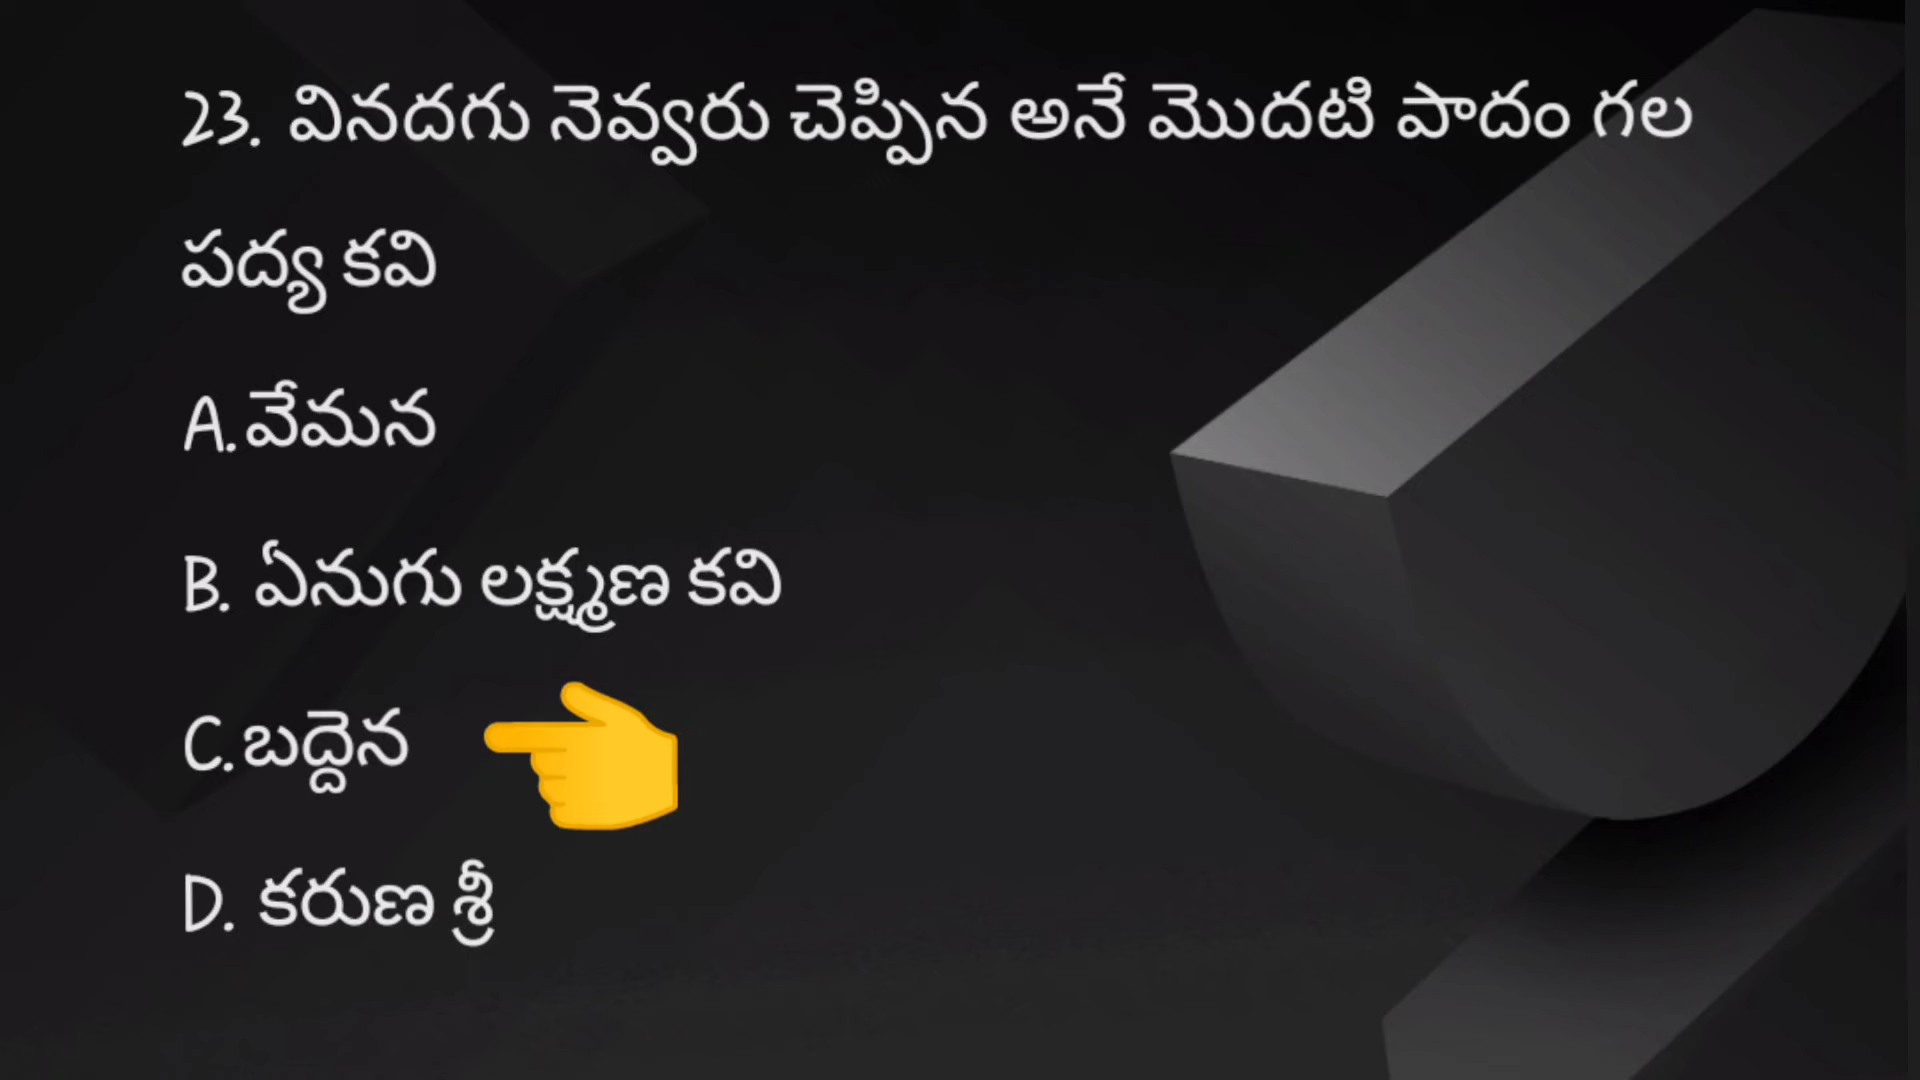 23. వినదగు నెవ్వరు చెప్పిన అనే మొదటి పాదం గల
పద్య కవి
A.వేమన
B. ఏనుగు లక్ష్మణ కవి
C.బద్దెన
D. కరుణ శ్రీ